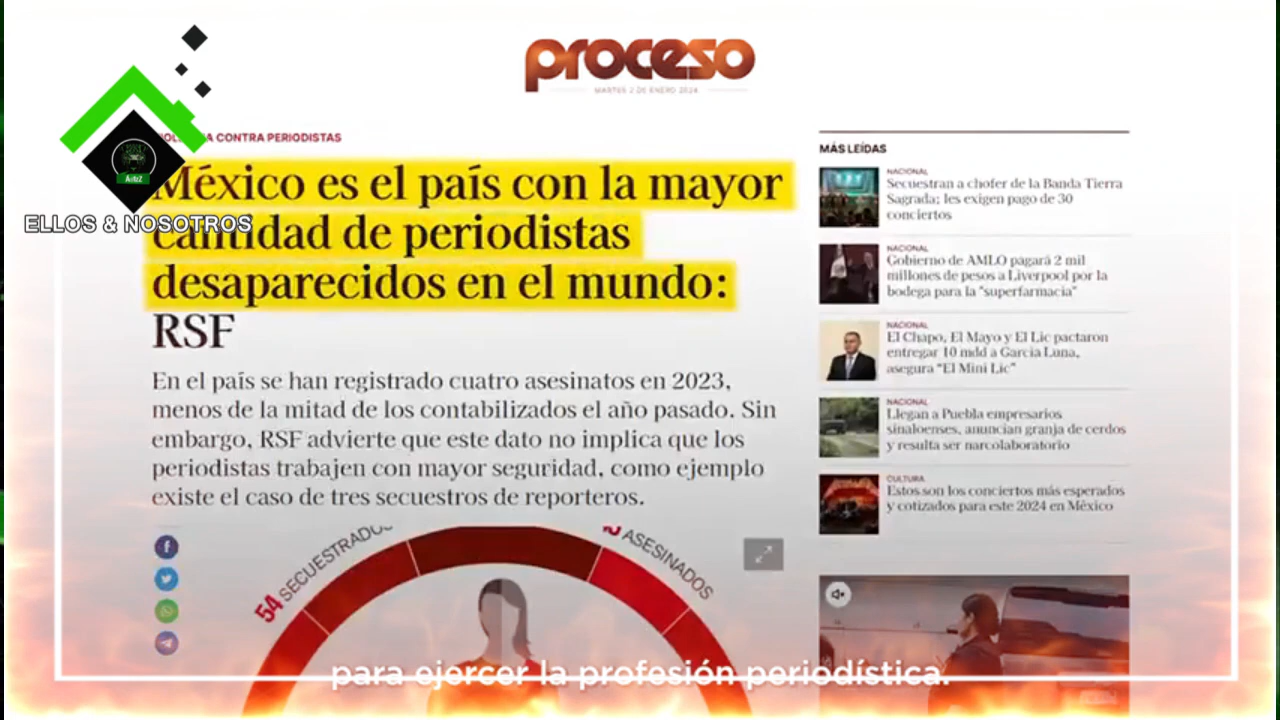 proceso
MARTES 2 DE ENERO 2024
A CONTRA PERIODISTAS
México es el país con la mayor
cantidad de periodistas
desaparecidos en el mundo:
RSF
En el país se han registrado cuatro asesinatos en 2023,
menos de la mitad de los contabilizados el año pasado. Sin
embargo, RSF advierte que este dato no implica que los
periodistas trabajen con mayor seguridad, como ejemplo
existe el caso de tres secuestros de reporteros.
54 SECUESTRADOS
ASESINADOS
ELLOS & NOSOTROS
MÁS LEÍDAS
NACIONAL
Secuestran a chofer de la Banda Tierra
Sagrada; les exigen pago de 30
conciertos
NACIONAL
Gobierno de AMLO pagará 2 mil
millones de pesos a Liverpool por la
bodega para la "superfarmacia"
NACIONAL
El Chapo, El Mayo y El Lic pactaron
entregar 10 mdd a García Luna,
asegura "El Mini Lic"
NACIONAL
Llegan a Puebla empresarios
sinaloenses, anuncian granja de cerdos
y resulta ser narcolaboratorio
CULTURA
Estos son los conciertos más esperados
y cotizados para este 2024 en México
para ejercer la profesión periodística.